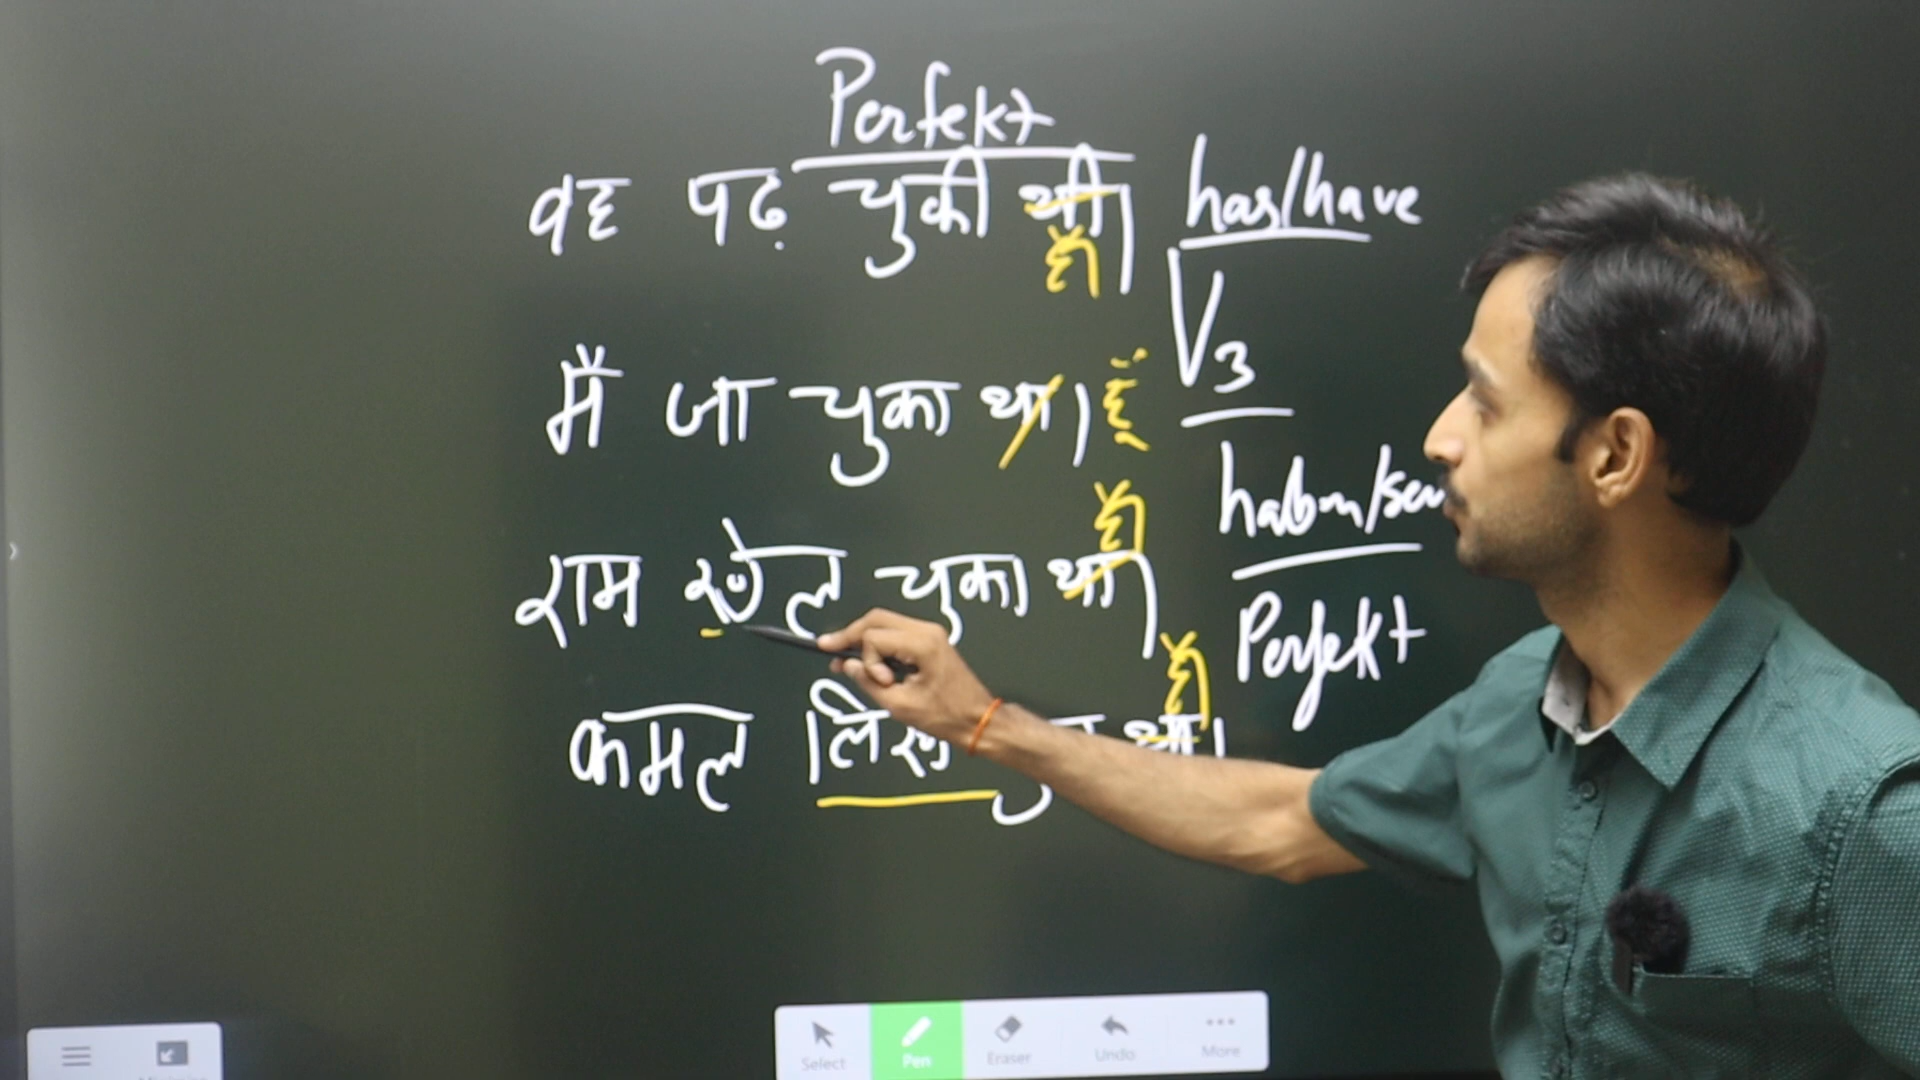 Perfekt
वह पढ़ चुकी थी। है
has/have
V3
मैं जा चुका था। हूँ
haben/sein
Perfekt
राम खेल चुका था। है
कमल लिख था। है
Select Pen Eraser Undo More